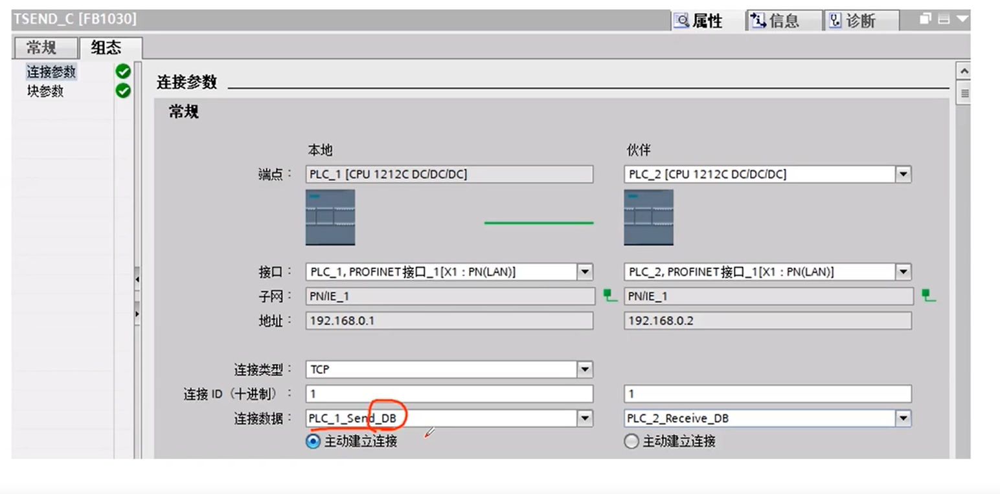 TSEND_C [FB1030] 属性 信息 诊断
常规 组态
连接参数
块参数
连接参数
常规
本地 伙伴
端点： PLC_1 [CPU 1212C DC/DC/DC] PLC_2 [CPU 1212C DC/DC/DC]
接口： PLC_1, PROFINET接口_1[X1 : PN(LAN)] PLC_2, PROFINET接口_1[X1 : PN(LAN)]
子网： PN/IE_1 PN/IE_1
地址： 192.168.0.1 192.168.0.2
连接类型： TCP
连接 ID（十进制）： 1 1
连接数据： PLC_1_Send_DB PLC_2_Receive_DB
主动建立连接 主动建立连接